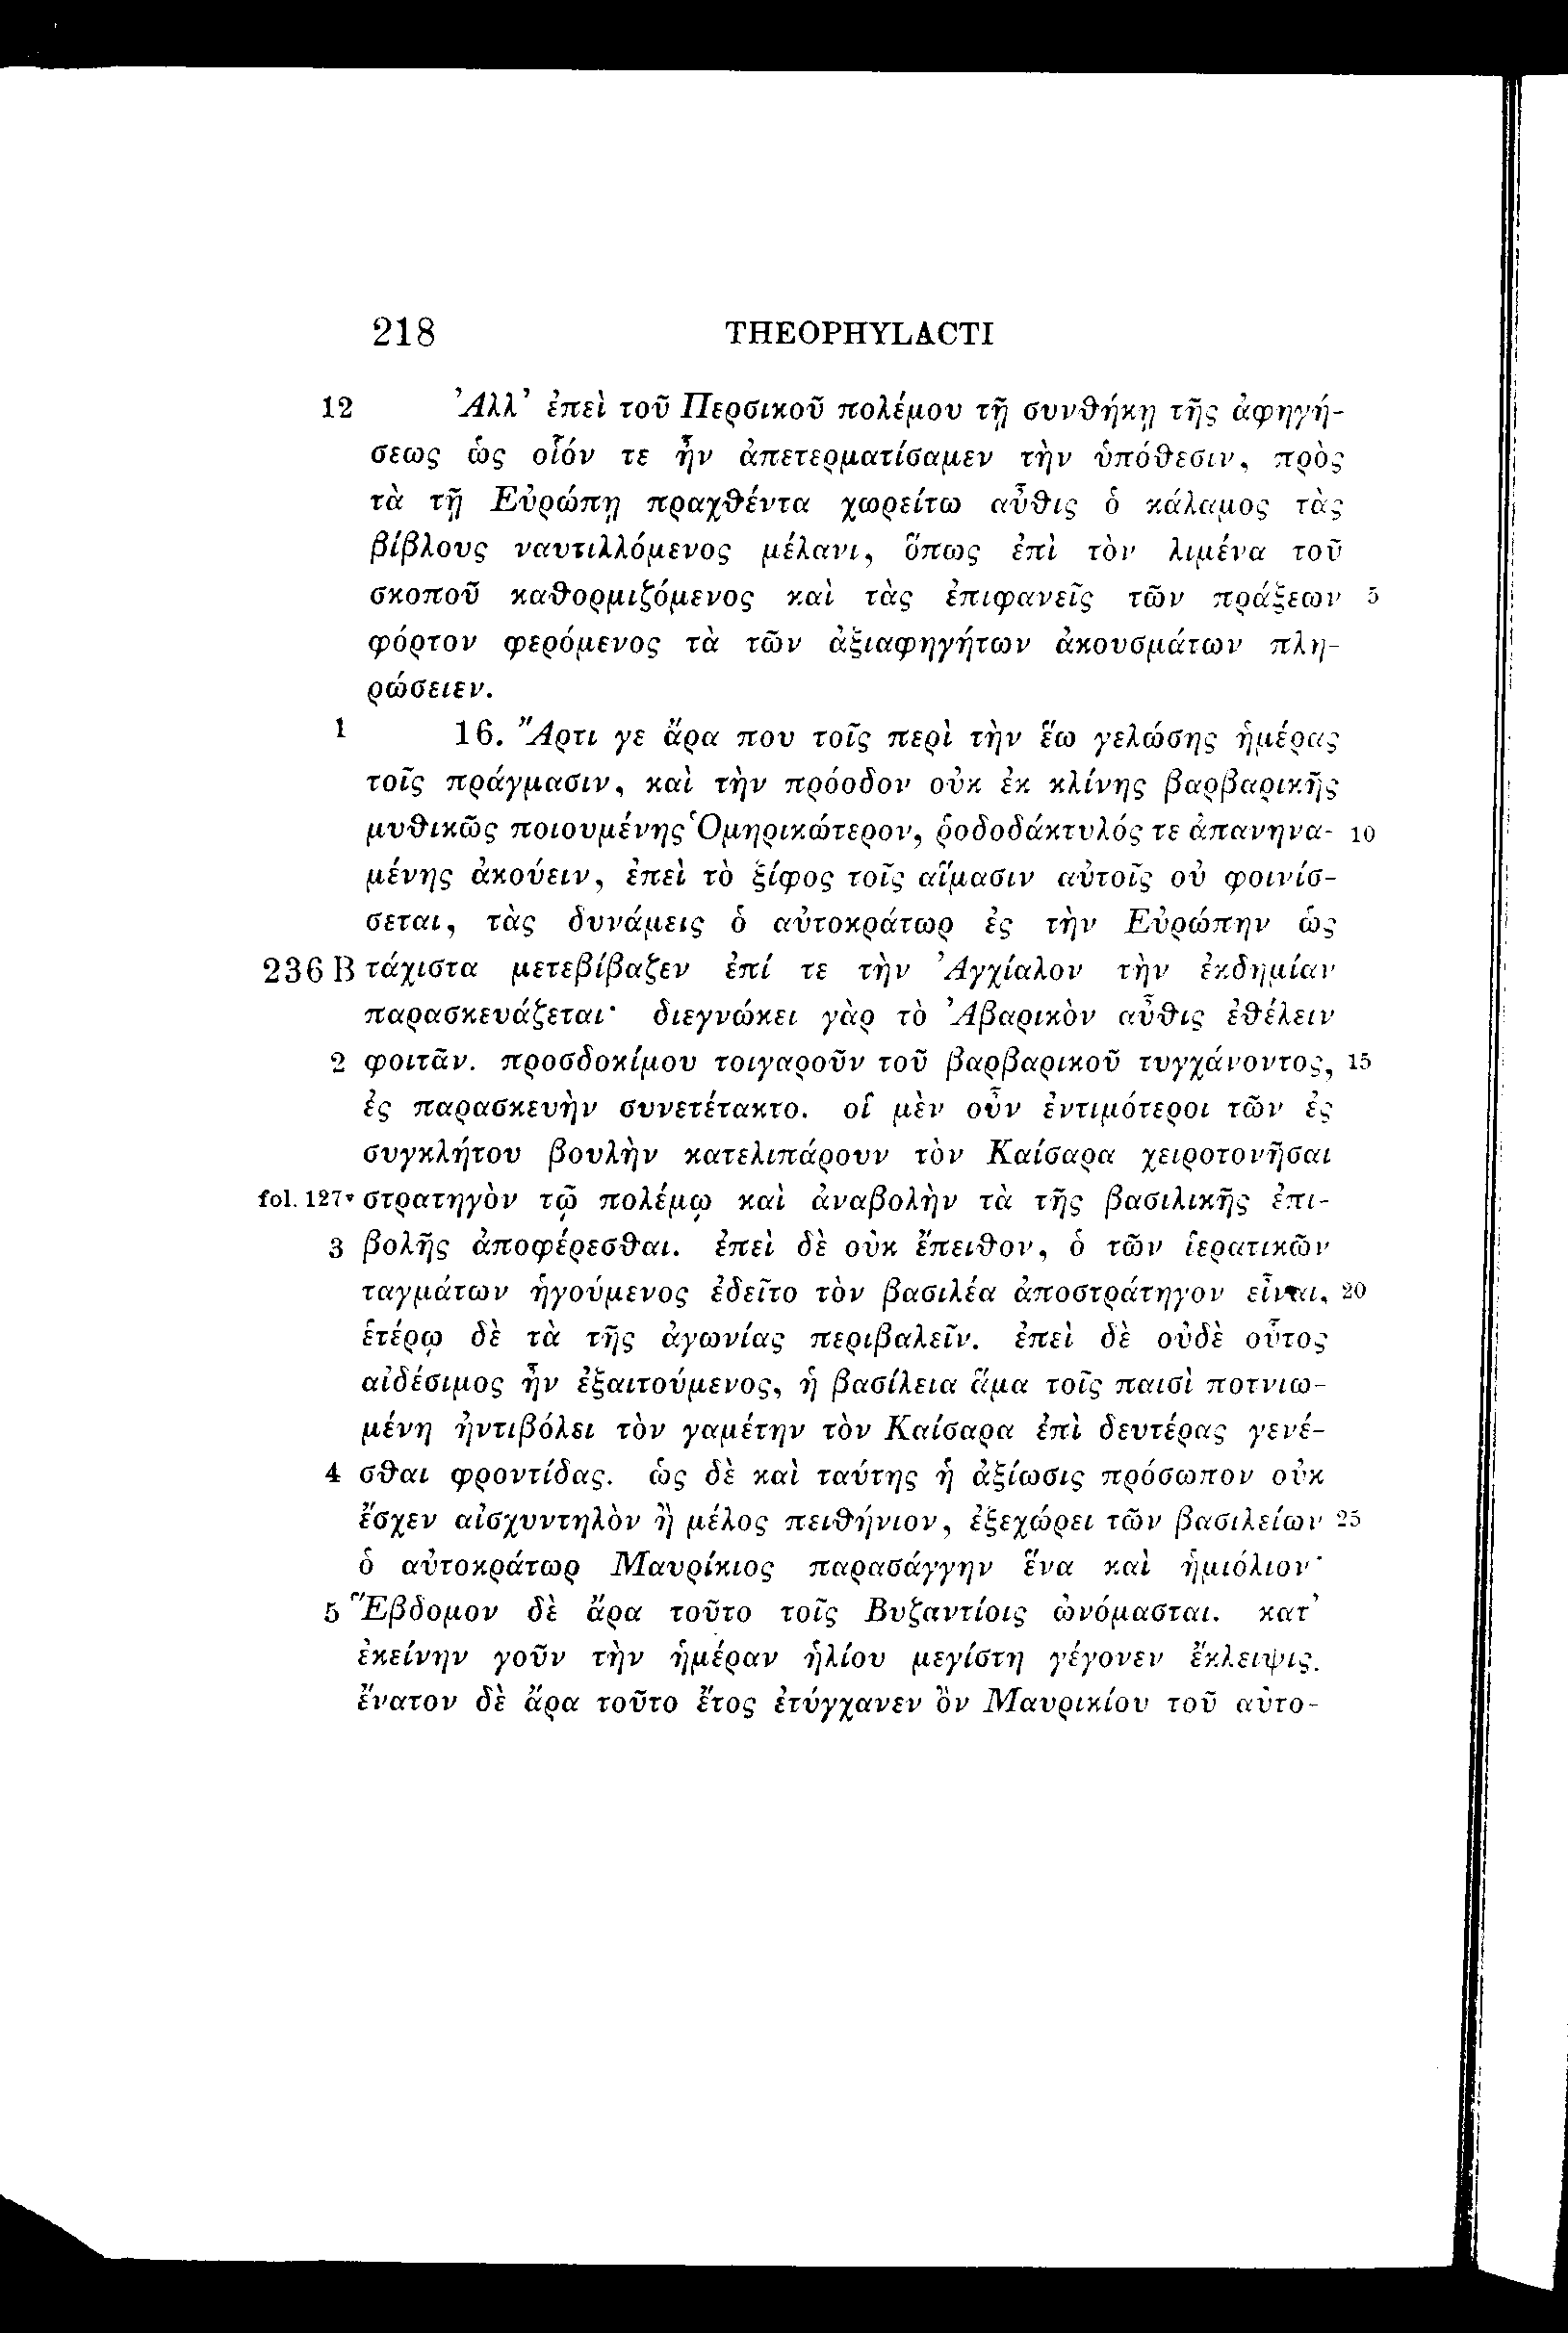 218 THEOPHYLACTI
12 Ἀλλ’ ἐπεὶ τοῦ Περσικοῦ πολέμου τῇ συνθήκῃ τῆς ἀφηγή-
σεως ὡς οἷόν τε ἦν ἀπετερματίσαμεν τὴν ὑπόθεσιν, πρὸς
τὰ τῇ Εὐρώπῃ πραχθέντα χωρείτω αὖθις ὁ κάλαμος τὰς
βίβλους ναυτιλλόμενος μέλανι, ὅπως ἐπὶ τὸν λιμένα τοῦ
σκοποῦ καθορμιζόμενος καὶ τὰς ἐπιφανεῖς τῶν πράξεων 5
φόρτον φερόμενος τὰ τῶν ἀξιαφηγήτων ἀκουσμάτων πλη-
ρώσειεν.
1 16. Ἄρτι γε ἄρα που τοῖς περὶ τὴν ἕω γελώσης ἡμέρας
τοῖς πράγμασιν, καὶ τὴν πρόοδον οὐκ ἐκ κλίνης βαρβαρικῆς
μυθικῶς ποιουμένης Ὁμηρικώτερον, ῥοδοδάκτυλός τε ἀπανηνα- 10
μένης ἀκούειν, ἐπεὶ τὸ ξίφος τοῖς αἵμασιν αὐτοῖς οὐ φοινίσ-
σεται, τὰς δυνάμεις ὁ αὐτοκράτωρ ἐς τὴν Εὐρώπην ὡς
236 B τάχιστα μετεβίβαζεν ἐπί τε τὴν Ἀγχίαλον τὴν ἐκδημίαν
παρασκευάζεται· διεγνώκει γὰρ τὸ Ἀβαρικὸν αὖθις ἐθέλειν
2 φοιτᾶν. προσδοκίμου τοιγαροῦν τοῦ βαρβαρικοῦ τυγχάνοντος, 15
ἐς παρασκευὴν συνετέτακτο. οἱ μὲν οὖν ἐντιμότεροι τῶν ἐς
συγκλήτου βουλὴν κατελιπάρουν τὸν Καίσαρα χειροτονῆσαι
fol. 127v στρατηγὸν τῷ πολέμῳ καὶ ἀναβολὴν τὰ τῆς βασιλικῆς ἐπι-
3 βολῆς ἀποφέρεσθαι. ἐπεὶ δὲ οὐκ ἔπειθον, ὁ τῶν ἱερατικῶν
ταγμάτων ἡγούμενος ἐδεῖτο τὸν βασιλέα ἀποστράτηγον εἶναι, 20
ἑτέρῳ δὲ τὰ τῆς ἀγωνίας περιβαλεῖν. ἐπεὶ δὲ οὐδὲ οὗτος
αἰδέσιμος ἦν ἐξαιτούμενος, ἡ βασίλεια ἅμα τοῖς παισὶ ποτνιω-
μένη ἠντιβόλει τὸν γαμέτην τὸν Καίσαρα ἐπὶ δευτέρας γενέ-
4 σθαι φροντίδας. ὡς δὲ καὶ ταύτης ἡ ἀξίωσις πρόσωπον οὐκ
ἔσχεν αἰσχυντηλὸν ἢ μέλος πειθήνιον, ἐξεχώρει τῶν βασιλείων 25
ὁ αὐτοκράτωρ Μαυρίκιος παρασάγγην ἕνα καὶ ἡμιόλιον·
5 Ἕβδομον δὲ ἄρα τοῦτο τοῖς Βυζαντίοις ὠνόμασται. κατ’
ἐκείνην γοῦν τὴν ἡμέραν ἡλίου μεγίστη γέγονεν ἔκλειψις.
ἔνατον δὲ ἄρα τοῦτο ἔτος ἐτύγχανεν ὂν Μαυρικίου τοῦ αὐτο-